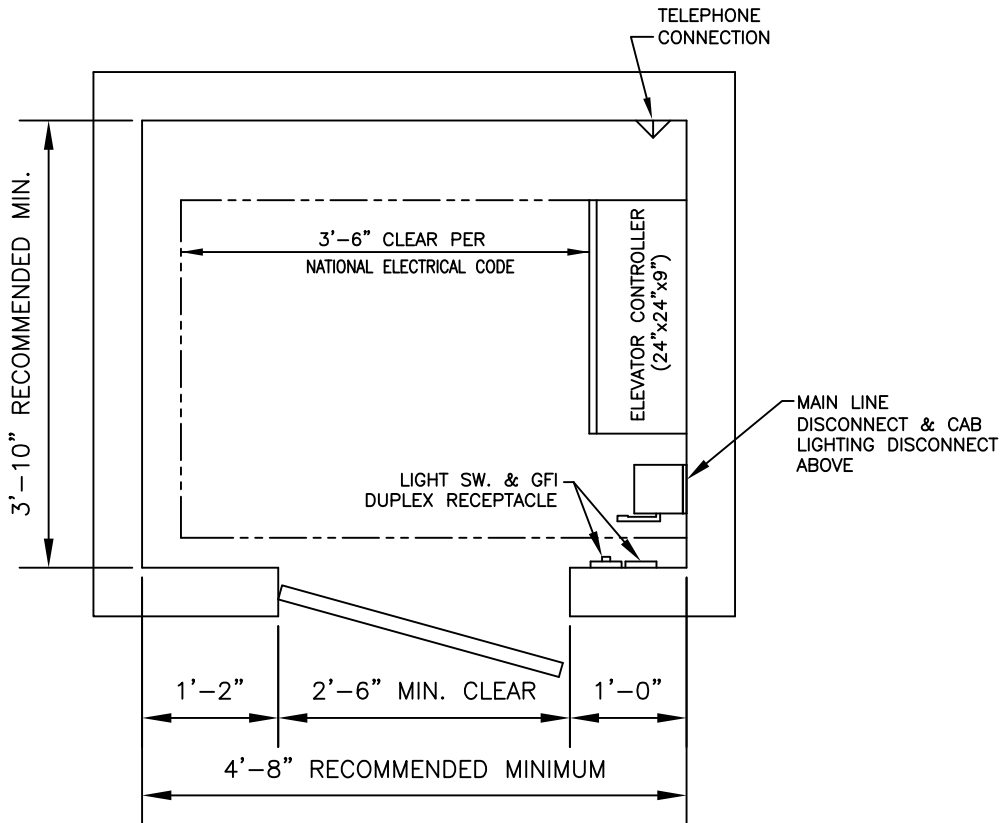 TELEPHONE
CONNECTION
3'-10" RECOMMENDED MIN.
3'-6" CLEAR PER
NATIONAL ELECTRICAL CODE
ELEVATOR CONTROLLER
(24"x24"x9")
MAIN LINE
DISCONNECT & CAB
LIGHTING DISCONNECT
ABOVE
LIGHT SW. & GFI
DUPLEX RECEPTACLE
1'-2"
2'-6" MIN. CLEAR
1'-0"
4'-8" RECOMMENDED MINIMUM